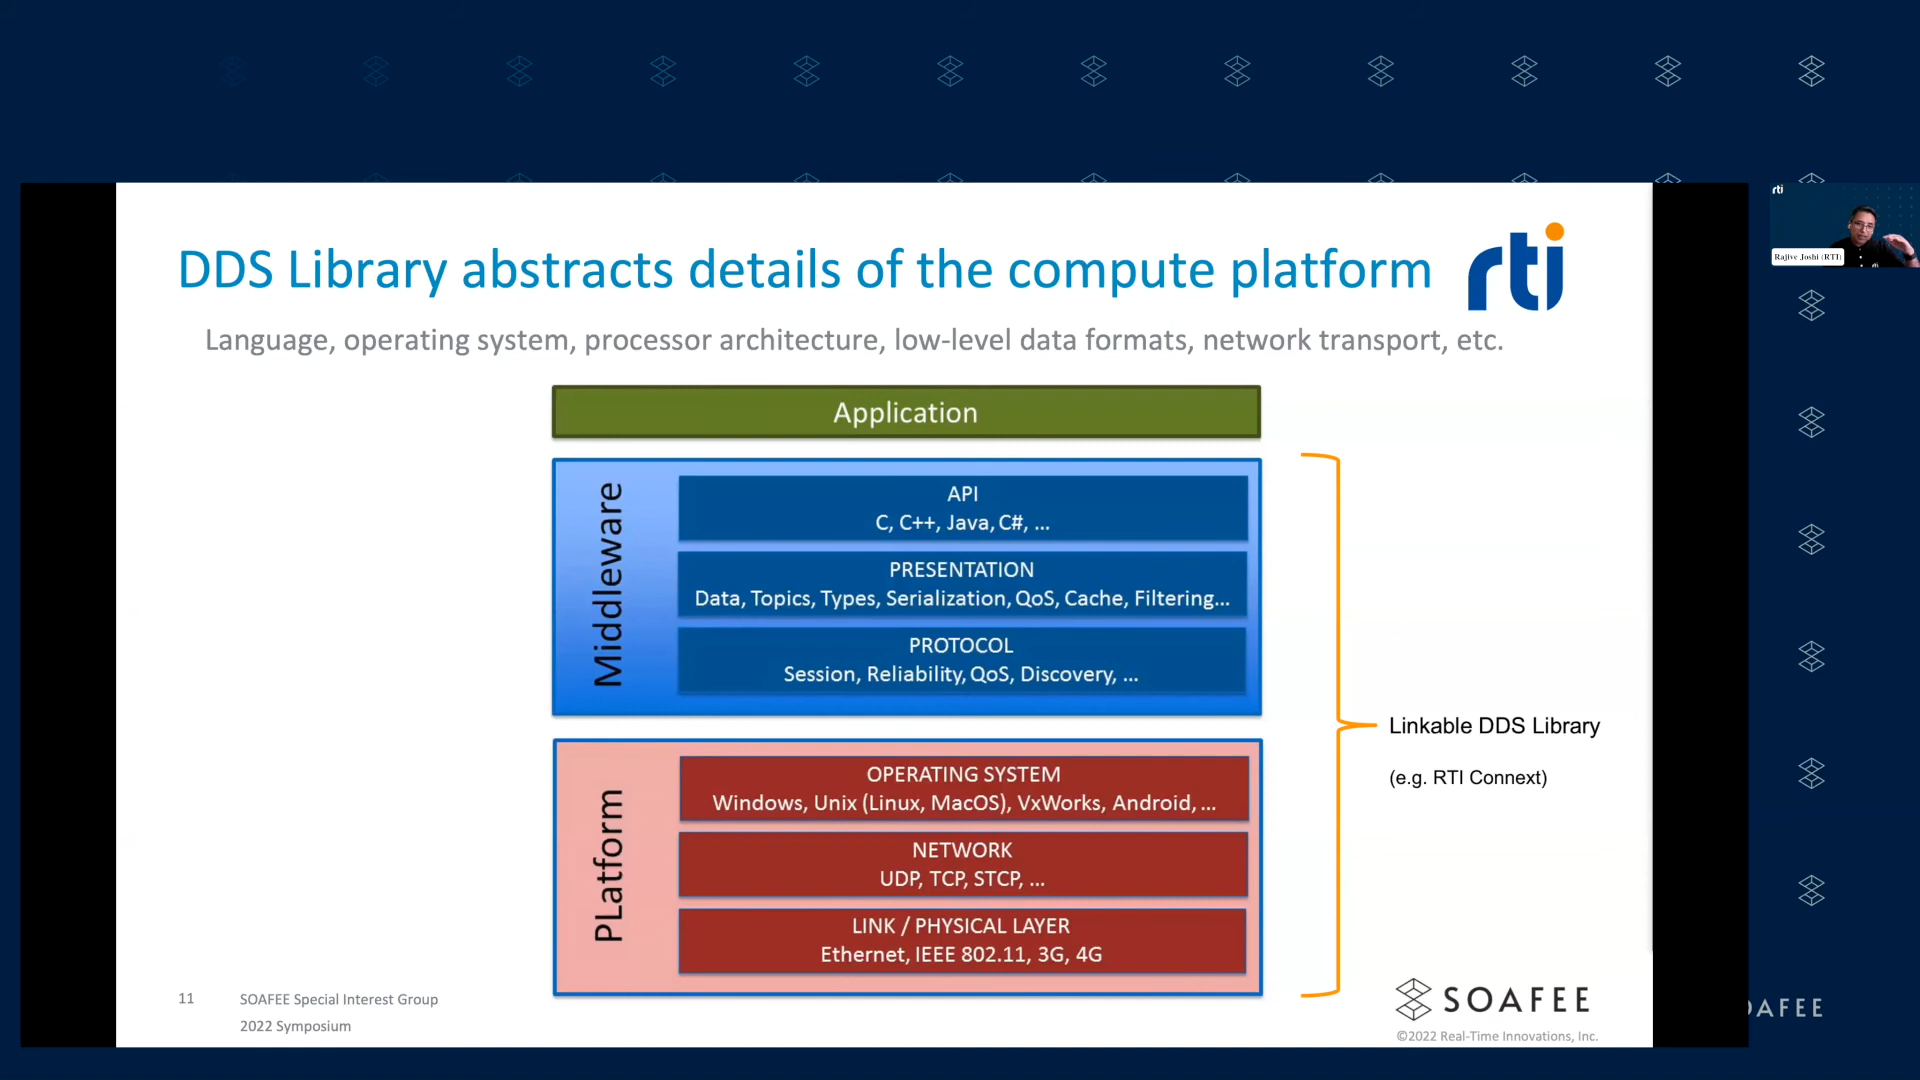 rti
Rajive Joshi (RTI)
DDS Library abstracts details of the compute platform
rti
Language, operating system, processor architecture, low-level data formats, network transport, etc.
Application
Middleware
API
C, C++, Java, C#, ...
PRESENTATION
Data, Topics, Types, Serialization, QoS, Cache, Filtering...
PROTOCOL
Session, Reliability, QoS, Discovery, ...
Linkable DDS Library
(e.g. RTI Connext)
PLatform
OPERATING SYSTEM
Windows, Unix (Linux, MacOS), VxWorks, Android, ...
NETWORK
UDP, TCP, STCP, ...
LINK / PHYSICAL LAYER
Ethernet, IEEE 802.11, 3G, 4G
11
SOAFEE Special Interest Group
2022 Symposium
SOAFEE
©2022 Real-Time Innovations, Inc.
OAFEE